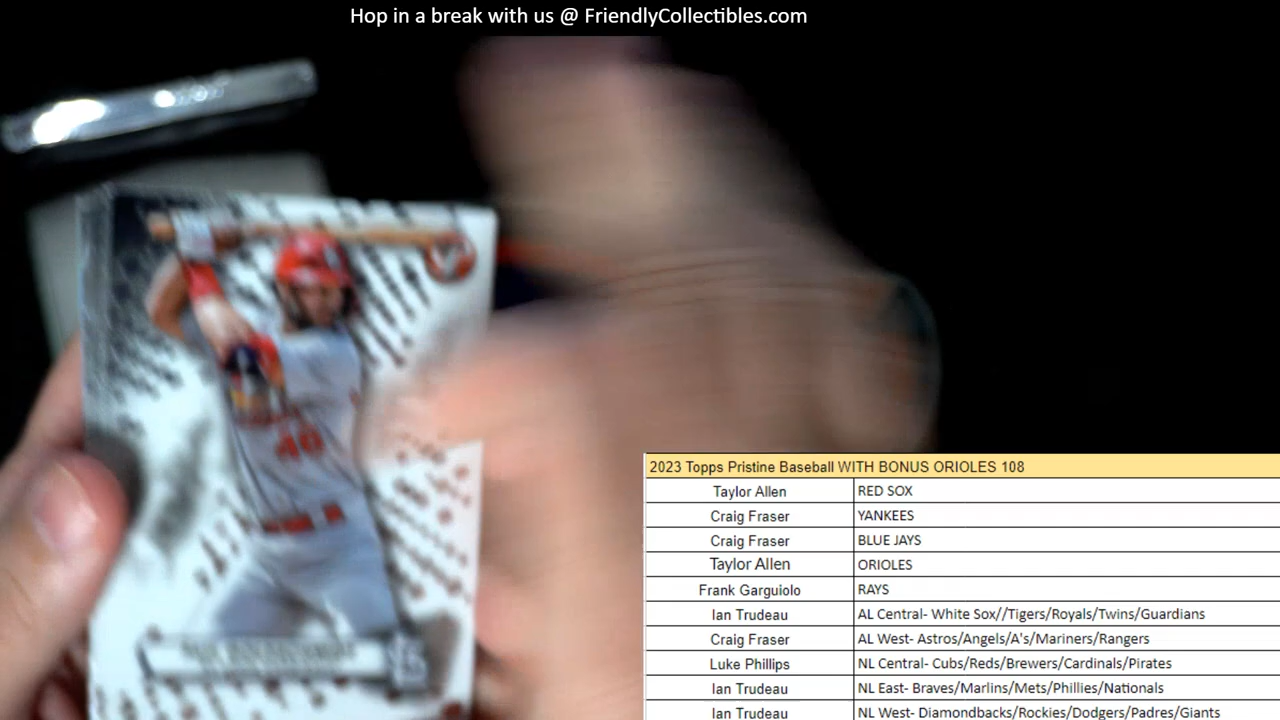 Hop in a break with us @ FriendlyCollectibles.com
46
2023 Topps Pristine Baseball WITH BONUS ORIOLES 108
Taylor Allen RED SOX
Craig Fraser YANKEES
Craig Fraser BLUE JAYS
Taylor Allen ORIOLES
Frank Garguiolo RAYS
Ian Trudeau AL Central- White Sox//Tigers/Royals/Twins/Guardians
Craig Fraser AL West- Astros/Angels/A's/Mariners/Rangers
Luke Phillips NL Central- Cubs/Reds/Brewers/Cardinals/Pirates
Ian Trudeau NL East- Braves/Marlins/Mets/Phillies/Nationals
Ian Trudeau NL West- Diamondbacks/Rockies/Dodgers/Padres/Giants